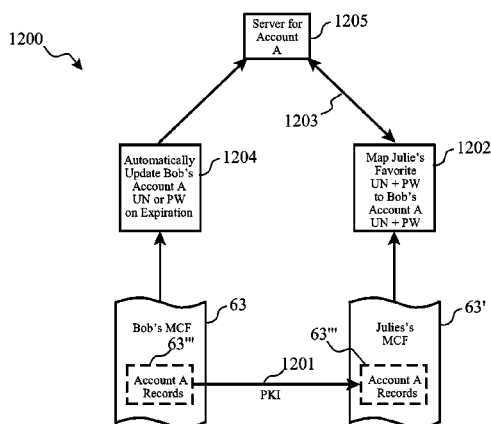 1200
Server for
Account
A
1205
1203
1204
Automatically
Update Bob's
Account A
UN or PW
on Expiration
1202
Map Julie's
Favorite
UN + PW
to Bob's
Account A
UN + PW
63
Bob's MCF
63'''
Account A
Records
1201
PKI
63'
Julies's
MCF
63'''
Account A
Records